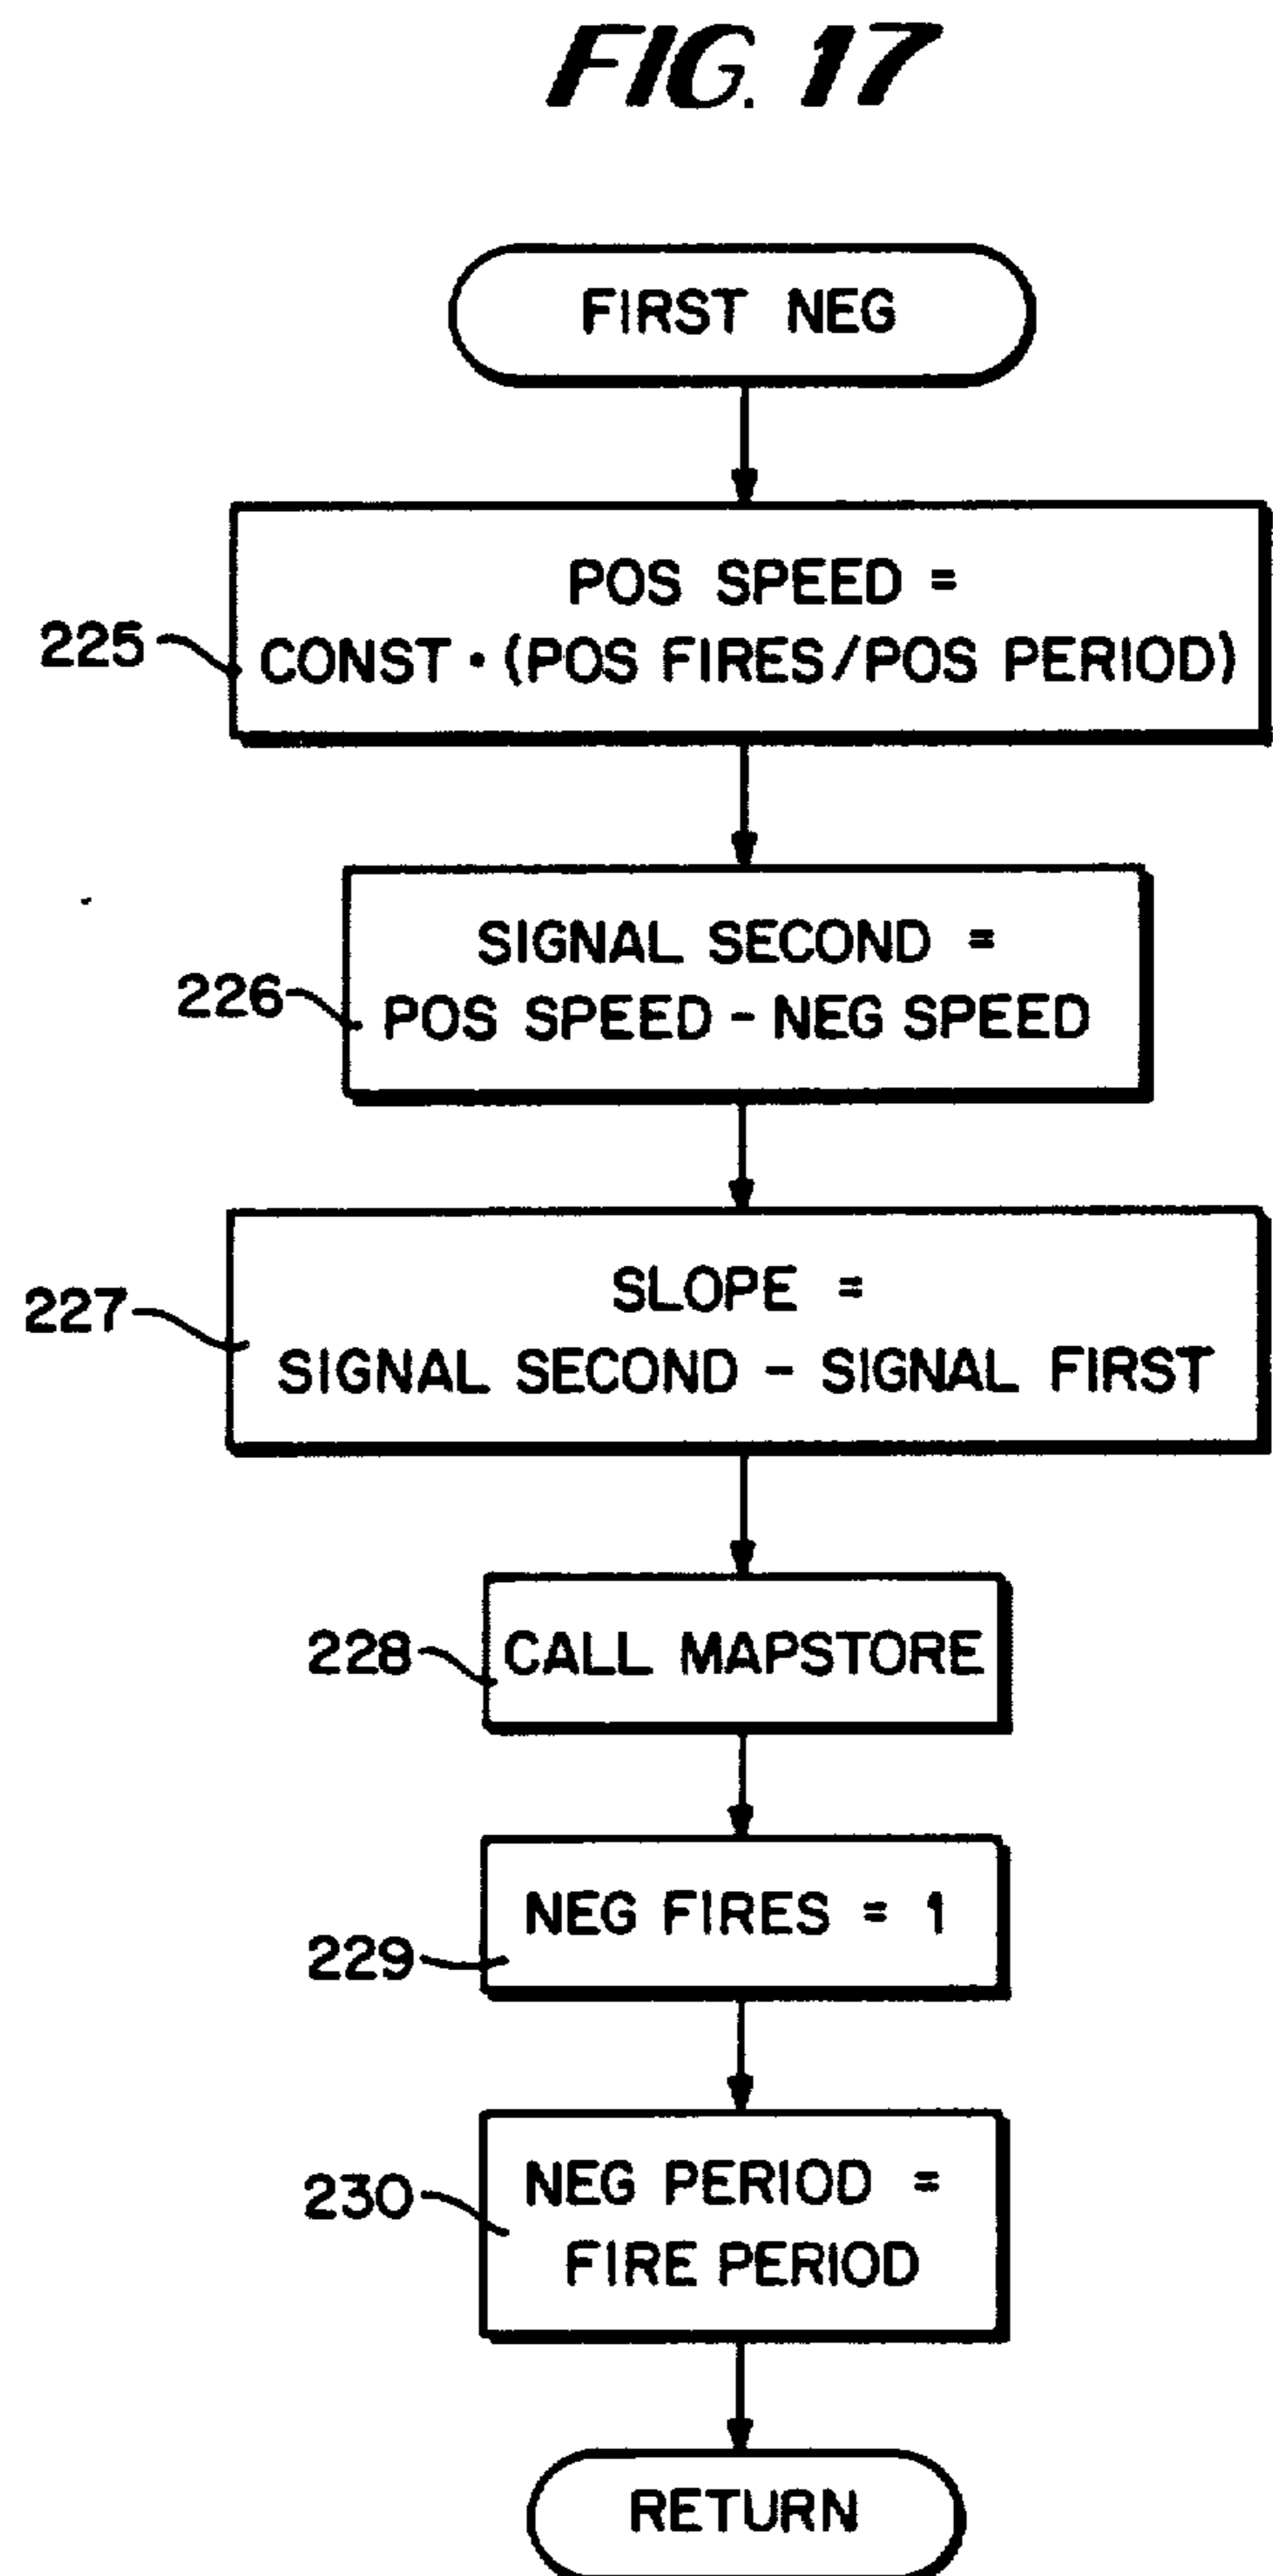 FIG. 17
FIRST NEG
POS SPEED =
225
CONST · (POS FIRES/POS PERIOD)
SIGNAL SECOND =
226
POS SPEED - NEG SPEED
SLOPE =
227
SIGNAL SECOND - SIGNAL FIRST
228
CALL MAPSTORE
NEG FIRES = 1
229
NEG PERIOD =
230
FIRE PERIOD
RETURN